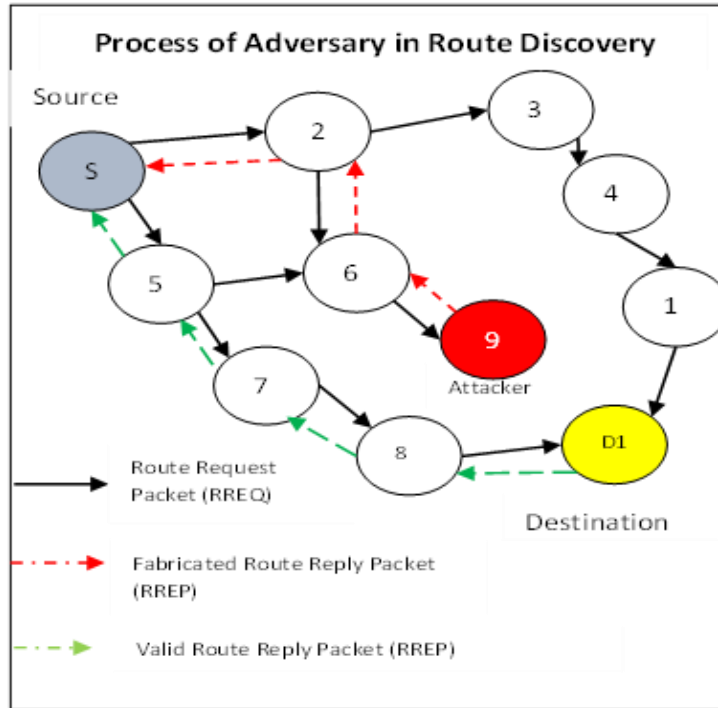 Process of Adversary in Route Discovery
Source
S
2
3
4
5
6
1
9
Attacker
7
8
D1
Destination
Route Request
Packet (RREQ)
Fabricated Route Reply Packet
(RREP)
Valid Route Reply Packet (RREP)